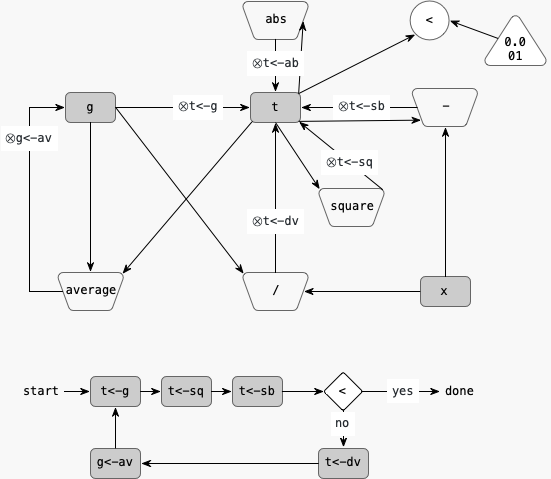 abs
<
0.0
01
⊗t<-ab
g
⊗t<-g
t
⊗t<-sb
-
⊗g<-av
⊗t<-sq
square
⊗t<-dv
average
/
x
start
t<-g
t<-sq
t<-sb
<
yes
done
no
g<-av
t<-dv